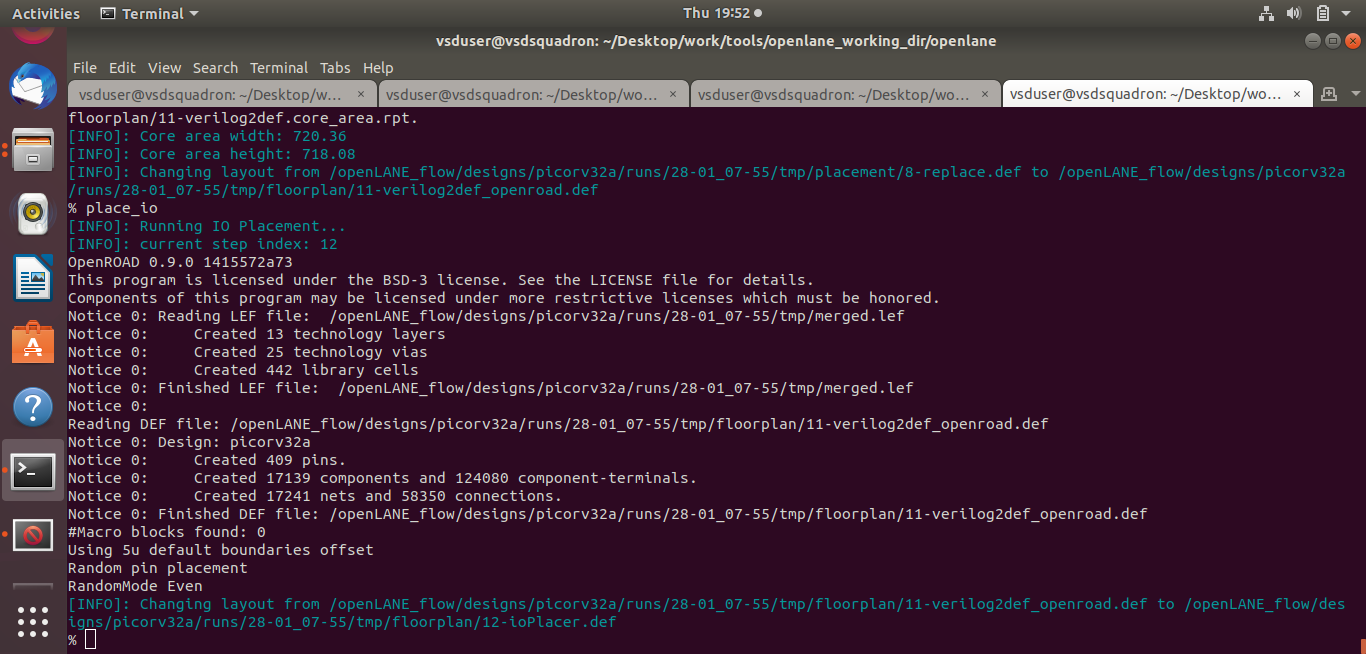 Activities Terminal Thu 19:52
vsduser@vsdsquadron: ~/Desktop/work/tools/openlane_working_dir/openlane
File Edit View Search Terminal Tabs Help
vsduser@vsdsquadron: ~/Desktop/w... × vsduser@vsdsquadron: ~/Desktop/wo... × vsduser@vsdsquadron: ~/Desktop/wo... × vsduser@vsdsquadron: ~/Desktop/wo... ×
floorplan/11-verilog2def.core_area.rpt.
[INFO]: Core area width: 720.36
[INFO]: Core area height: 718.08
[INFO]: Changing layout from /openLANE_flow/designs/picorv32a/runs/28-01_07-55/tmp/placement/8-replace.def to /openLANE_flow/designs/picorv32a
/runs/28-01_07-55/tmp/floorplan/11-verilog2def_openroad.def
% place_io
[INFO]: Running IO Placement...
[INFO]: current step index: 12
OpenROAD 0.9.0 1415572a73
This program is licensed under the BSD-3 license. See the LICENSE file for details.
Components of this program may be licensed under more restrictive licenses which must be honored.
Notice 0: Reading LEF file:  /openLANE_flow/designs/picorv32a/runs/28-01_07-55/tmp/merged.lef
Notice 0:     Created 13 technology layers
Notice 0:     Created 25 technology vias
Notice 0:     Created 442 library cells
Notice 0: Finished LEF file:  /openLANE_flow/designs/picorv32a/runs/28-01_07-55/tmp/merged.lef
Notice 0:
Reading DEF file: /openLANE_flow/designs/picorv32a/runs/28-01_07-55/tmp/floorplan/11-verilog2def_openroad.def
Notice 0: Design: picorv32a
Notice 0:     Created 409 pins.
Notice 0:     Created 17139 components and 124080 component-terminals.
Notice 0:     Created 17241 nets and 58350 connections.
Notice 0: Finished DEF file: /openLANE_flow/designs/picorv32a/runs/28-01_07-55/tmp/floorplan/11-verilog2def_openroad.def
#Macro blocks found: 0
Using 5u default boundaries offset
Random pin placement
RandomMode Even
[INFO]: Changing layout from /openLANE_flow/designs/picorv32a/runs/28-01_07-55/tmp/floorplan/11-verilog2def_openroad.def to /openLANE_flow/des
igns/picorv32a/runs/28-01_07-55/tmp/floorplan/12-ioPlacer.def
%